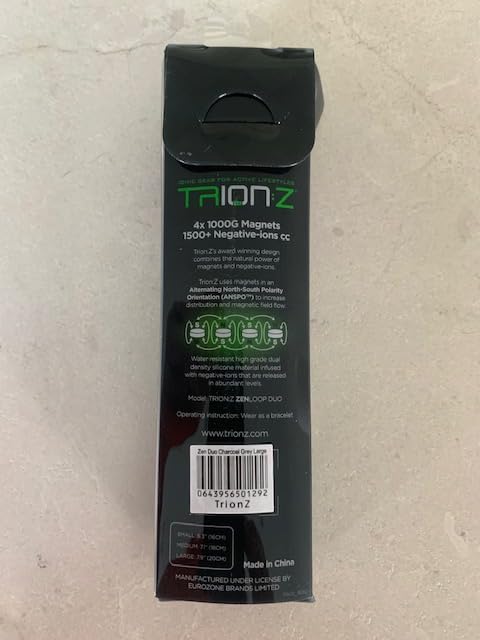 IONIC GEAR FOR ACTIVE LIFESTYLES
TRION:Z
4x 1000G Magnets
1500+ Negative-ions cc
Trion:Z's award winning design
combines the natural power of
magnets and negative-ions.
Trion:Z uses magnets in an
Alternating North-South Polarity
Orientation (ANSPO™) to increase
distribution and magnetic field flow.
Water resistant high grade dual
density silicone material infused
with negative-ions that are released
in abundant levels.
Model: TRION:Z ZENLOOP DUO
Operating instruction: Wear as a bracelet
www.trionz.com
Zen Duo Charcoal Grey Large
0643956501292
TrionZ
SMALL: 6.3" (16CM)
MEDIUM: 7.1" (18CM)
LARGE: 7.9" (20CM)
Made in China
MANUFACTURED UNDER LICENSE BY
EUROZONE BRANDS LIMITED